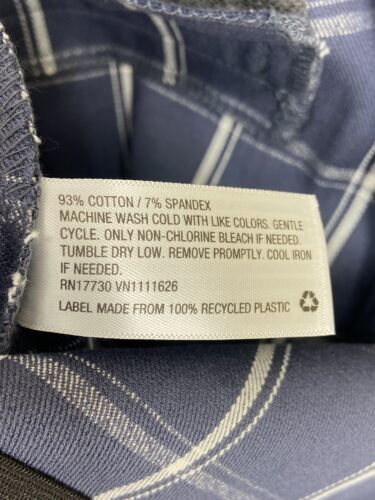 93% COTTON / 7% SPANDEX
MACHINE WASH COLD WITH LIKE COLORS. GENTLE
CYCLE. ONLY NON-CHLORINE BLEACH IF NEEDED.
TUMBLE DRY LOW. REMOVE PROMPTLY. COOL IRON
IF NEEDED.
RN17730 VN1111626
LABEL MADE FROM 100% RECYCLED PLASTIC